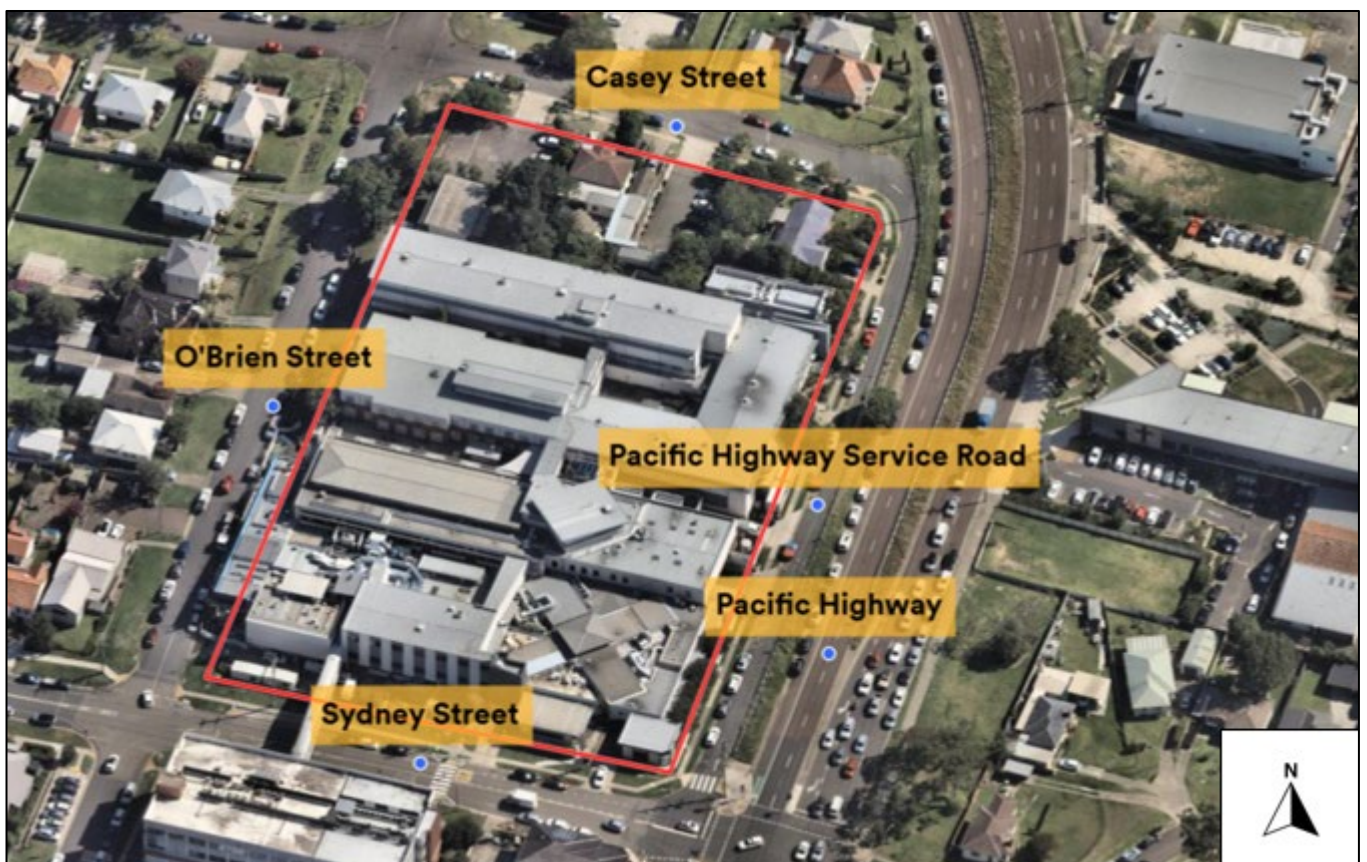 Casey Street
O'Brien Street
Pacific Highway Service Road
Pacific Highway
Sydney Street
N